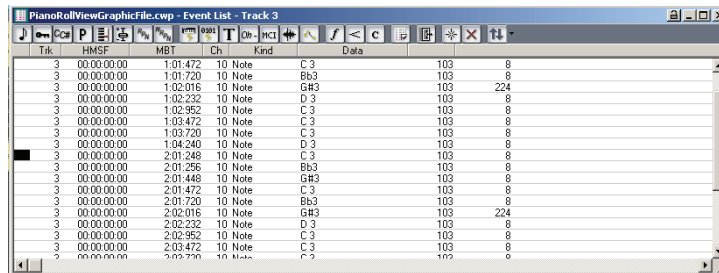 PianoRollViewGraphicFile.cwp - Event List - Track 3
CC# P RPN NRPN T Oh- MCI f < c
Trk HMSF MBT Ch Kind Data
3 00:00:00:00 1:01:472 10 Note C 3 103 8
3 00:00:00:00 1:01:720 10 Note Bb3 103 8
3 00:00:00:00 1:02:016 10 Note G#3 103 224
3 00:00:00:00 1:02:232 10 Note D 3 103 8
3 00:00:00:00 1:02:952 10 Note C 3 103 8
3 00:00:00:00 1:03:472 10 Note C 3 103 8
3 00:00:00:00 1:03:720 10 Note C 3 103 8
3 00:00:00:00 1:04:240 10 Note D 3 103 8
3 00:00:00:00 2:01:248 10 Note C 3 103 8
3 00:00:00:00 2:01:256 10 Note Bb3 103 8
3 00:00:00:00 2:01:448 10 Note G#3 103 8
3 00:00:00:00 2:01:472 10 Note C 3 103 8
3 00:00:00:00 2:01:720 10 Note Bb3 103 8
3 00:00:00:00 2:02:016 10 Note G#3 103 224
3 00:00:00:00 2:02:232 10 Note D 3 103 8
3 00:00:00:00 2:02:952 10 Note C 3 103 8
3 00:00:00:00 2:03:472 10 Note C 3 103 8